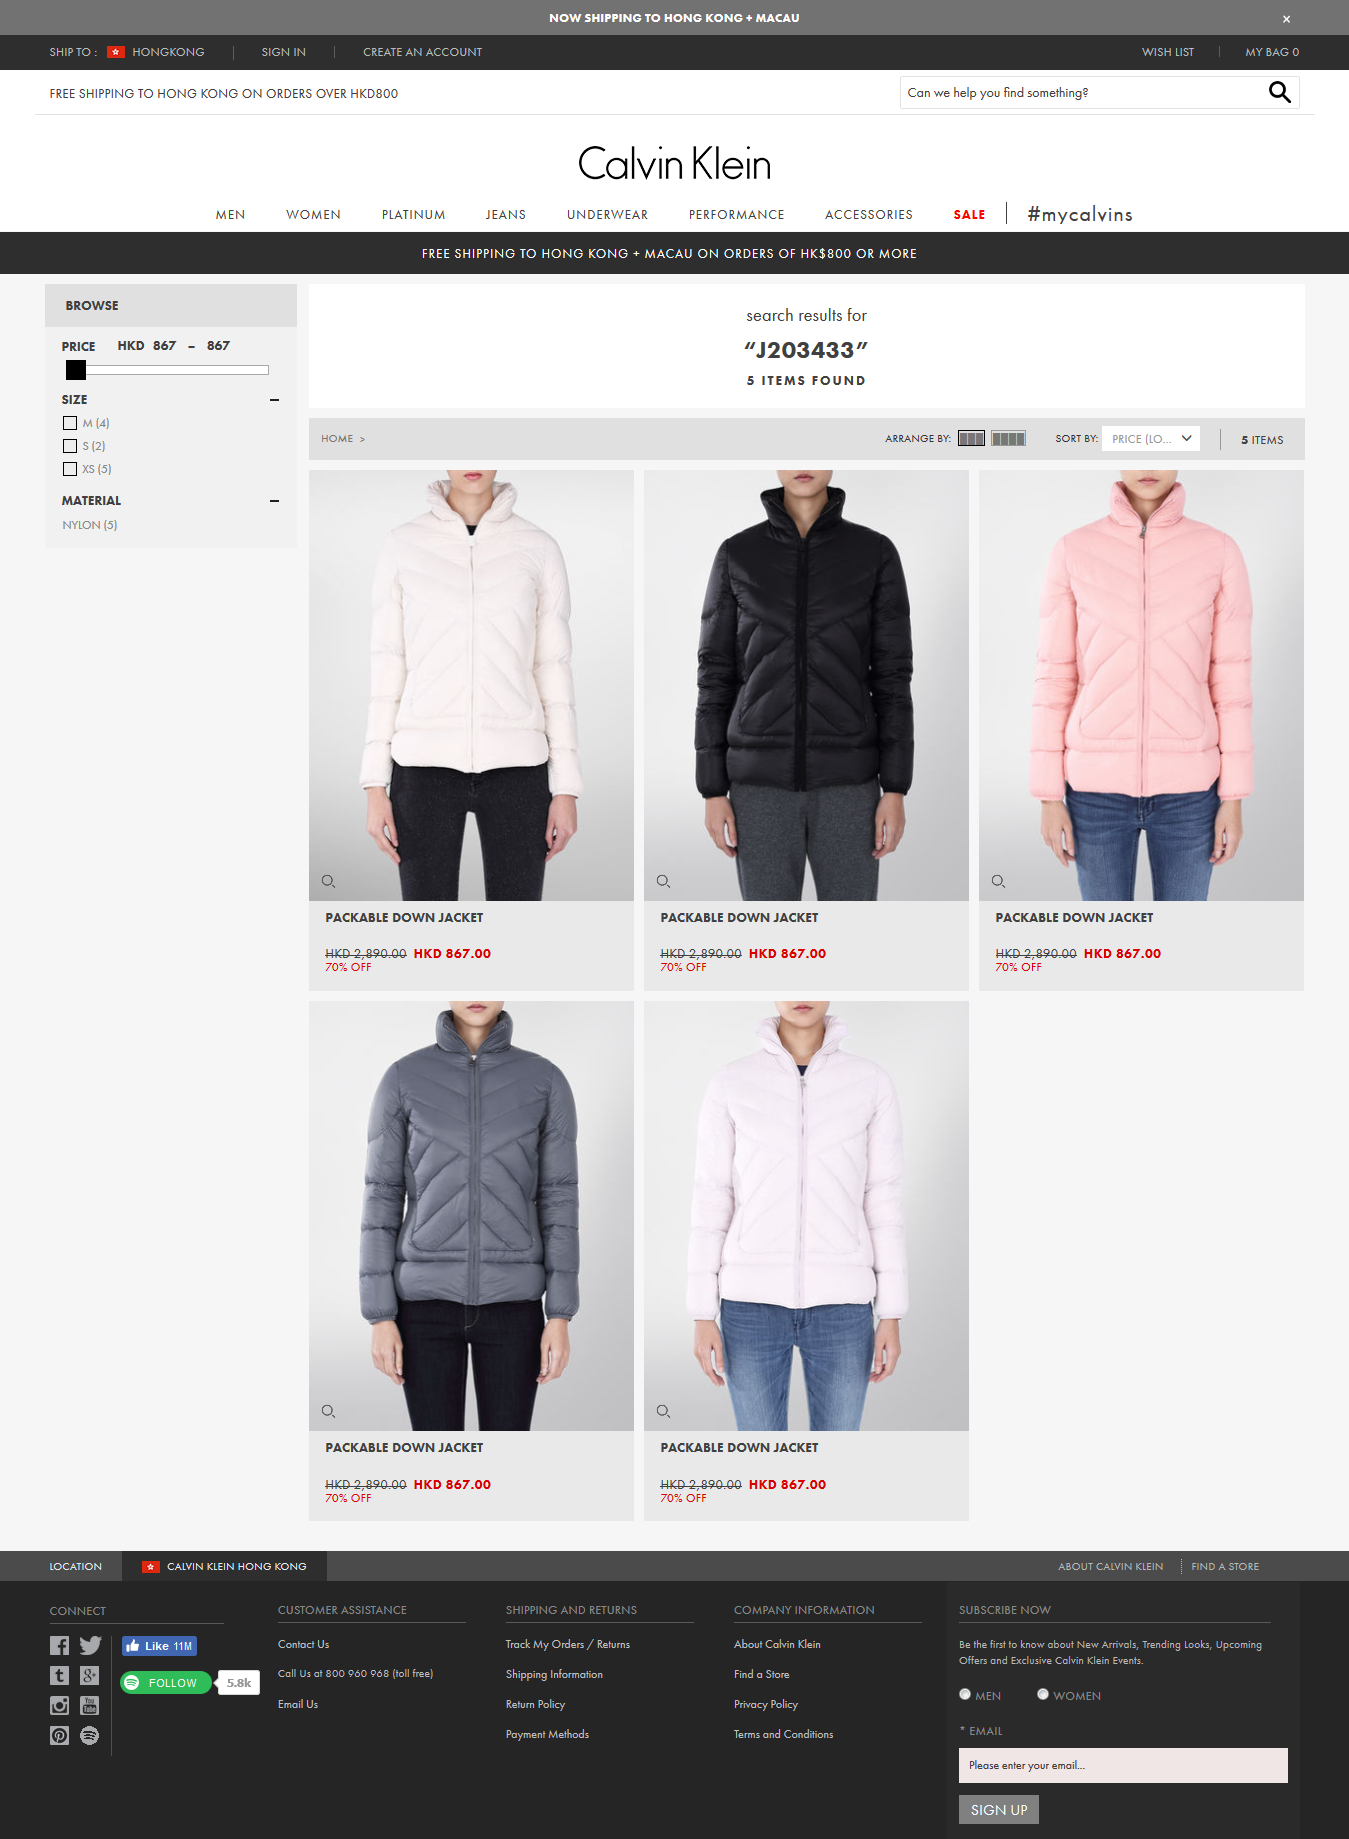 NOW SHIPPING TO HONG KONG + MACAU
×
SHIP TO : HONGKONG SIGN IN CREATE AN ACCOUNT WISH LIST MY BAG 0
FREE SHIPPING TO HONG KONG ON ORDERS OVER HKD800
Can we help you find something?
Calvin Klein
MEN WOMEN PLATINUM JEANS UNDERWEAR PERFORMANCE ACCESSORIES SALE #mycalvins
FREE SHIPPING TO HONG KONG + MACAU ON ORDERS OF HK$800 OR MORE
BROWSE
PRICE HKD 867 – 867
SIZE
M (4)
S (2)
XS (5)
MATERIAL
NYLON (5)
search results for
“J203433”
5 ITEMS FOUND
HOME > ARRANGE BY: SORT BY: PRICE (LO... 5 ITEMS
PACKABLE DOWN JACKET
HKD 2,890.00 HKD 867.00
70% OFF
PACKABLE DOWN JACKET
HKD 2,890.00 HKD 867.00
70% OFF
PACKABLE DOWN JACKET
HKD 2,890.00 HKD 867.00
70% OFF
PACKABLE DOWN JACKET
HKD 2,890.00 HKD 867.00
70% OFF
PACKABLE DOWN JACKET
HKD 2,890.00 HKD 867.00
70% OFF
LOCATION CALVIN KLEIN HONG KONG ABOUT CALVIN KLEIN FIND A STORE
CONNECT
Like 11M
FOLLOW 5.8k
You
Tube
CUSTOMER ASSISTANCE
Contact Us
Call Us at 800 960 968 (toll free)
Email Us
SHIPPING AND RETURNS
Track My Orders / Returns
Shipping Information
Return Policy
Payment Methods
COMPANY INFORMATION
About Calvin Klein
Find a Store
Privacy Policy
Terms and Conditions
SUBSCRIBE NOW
Be the first to know about New Arrivals, Trending Looks, Upcoming
Offers and Exclusive Calvin Klein Events.
MEN WOMEN
* EMAIL
Please enter your email...
SIGN UP